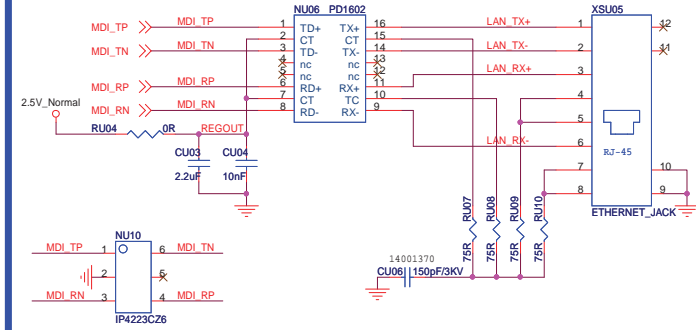 NU06 PD1602
XSU05
MDI_TP MDI_TP 1 TD+ TX+ 16 LAN_TX+ 1 12
2 CT CT 15
MDI_TN MDI_TN 3 TD- TX- 14 LAN_TX- 2 11
4 nc nc 13
5 nc nc 12
MDI_RP MDI_RP 6 RD+ RX+ 11 LAN_RX+ 3
7 CT TC 10 4
MDI_RN MDI_RN 8 RD- RX- 9 5
2.5V_Normal
RU04 0R REGOUT
LAN_RX- 6
RJ-45
CU03 CU04
2.2uF 10nF
7 10
8 9
ETHERNET_JACK
RU07 RU08 RU09 RU10
75R 75R 75R 75R
NU10
MDI_TP 1 6 MDI_TN
2 5
MDI_RN 3 4 MDI_RP
IP4223CZ6
14001370
CU06 150pF/3KV